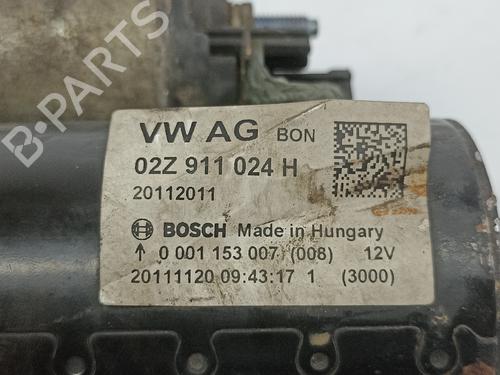 B-PARTS
VW AG BON
02Z 911 024 H
20112011
BOSCH Made in Hungary
↑ 0 001 153 007 (008) 12V
20111120 09:43:17 1 (3000)